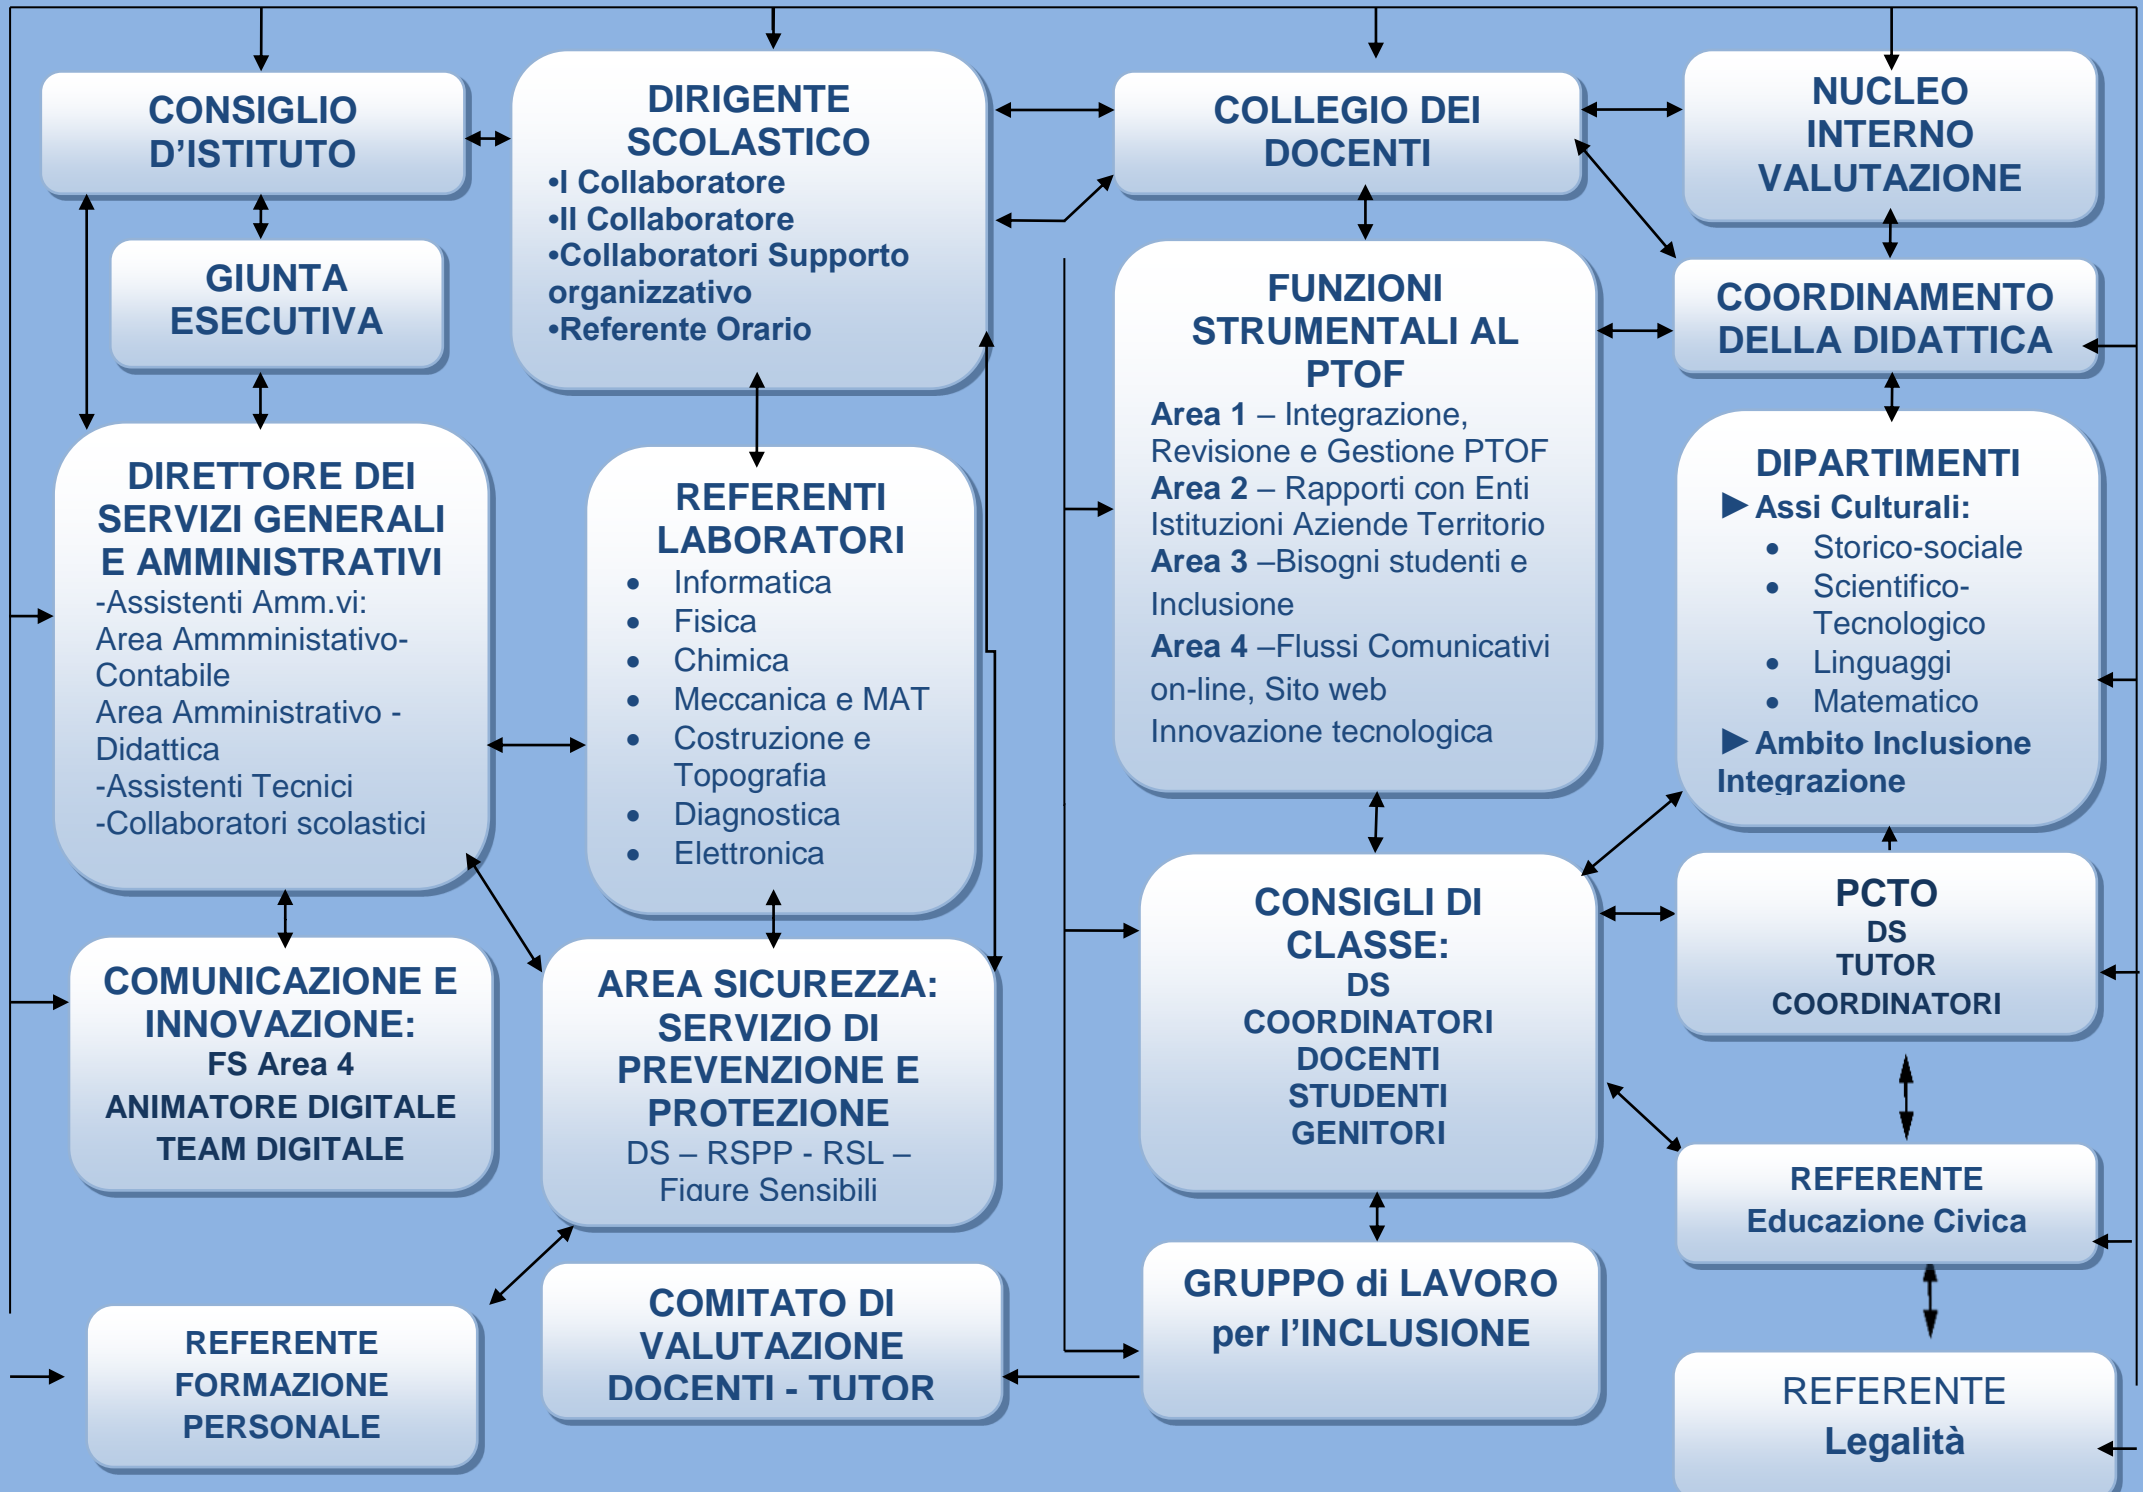 CONSIGLIO
D’ISTITUTO
DIRIGENTE
SCOLASTICO
•I Collaboratore
•II Collaboratore
•Collaboratori Supporto
organizzativo
•Referente Orario
COLLEGIO DEI
DOCENTI
NUCLEO
INTERNO
VALUTAZIONE
GIUNTA
ESECUTIVA
FUNZIONI
STRUMENTALI AL
PTOF
Area 1 – Integrazione,
Revisione e Gestione PTOF
Area 2 – Rapporti con Enti
Istituzioni Aziende Territorio
Area 3 –Bisogni studenti e
Inclusione
Area 4 –Flussi Comunicativi
on-line, Sito web
Innovazione tecnologica
COORDINAMENTO
DELLA DIDATTICA
DIRETTORE DEI
SERVIZI GENERALI
E AMMINISTRATIVI
-Assistenti Amm.vi:
Area Ammministativo-
Contabile
Area Amministrativo -
Didattica
-Assistenti Tecnici
-Collaboratori scolastici
REFERENTI
LABORATORI
• Informatica
• Fisica
• Chimica
• Meccanica e MAT
• Costruzione e
Topografia
• Diagnostica
• Elettronica
DIPARTIMENTI
►Assi Culturali:
• Storico-sociale
• Scientifico-
Tecnologico
• Linguaggi
• Matematico
►Ambito Inclusione
Integrazione
COMUNICAZIONE E
INNOVAZIONE:
FS Area 4
ANIMATORE DIGITALE
TEAM DIGITALE
AREA SICUREZZA:
SERVIZIO DI
PREVENZIONE E
PROTEZIONE
DS – RSPP - RSL –
Figure Sensibili
CONSIGLI DI
CLASSE:
DS
COORDINATORI
DOCENTI
STUDENTI
GENITORI
PCTO
DS
TUTOR
COORDINATORI
REFERENTE
Educazione Civica
REFERENTE
FORMAZIONE
PERSONALE
COMITATO DI
VALUTAZIONE
DOCENTI - TUTOR
GRUPPO di LAVORO
per l’INCLUSIONE
REFERENTE
Legalità